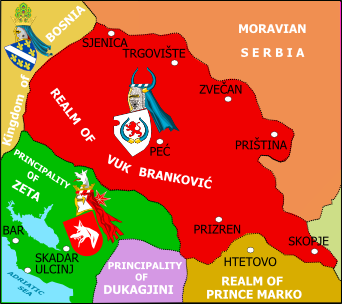 Kingdom of BOSNIA
MORAVIAN
SERBIA
SJENICA
TRGOVIŠTE
ZVEČAN
REALM OF
VUK BRANKOVIĆ
PEĆ
PRIŠTINA
PRINCIPALITY
OF
ZETA
BAR
SKADAR
ULCINJ
ADRIATIC
SEA
PRIZREN
SKOPJE
HTETOVO
PRINCIPALITY
OF
DUKAGJINI
REALM OF
PRINCE MARKO